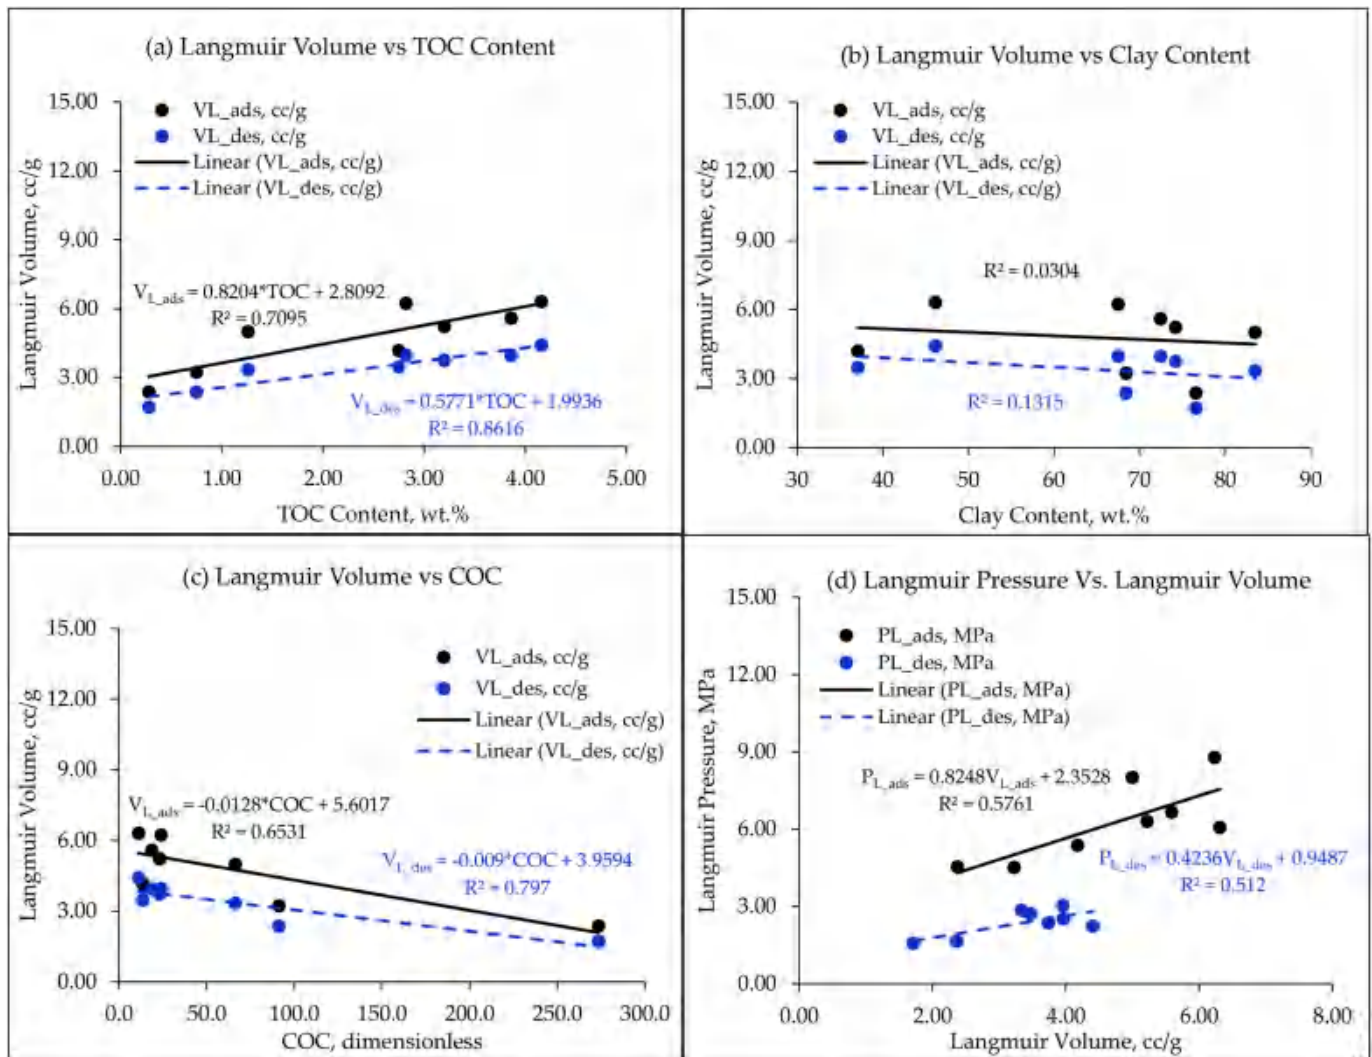 (a) Langmuir Volume vs TOC Content
15.00
12.00
9.00
6.00
3.00
0.00
Langmuir Volume, cc/g
VL_ads, cc/g
VL_des, cc/g
Linear (VL_ads, cc/g)
Linear (VL_des, cc/g)
V_L_ads = 0.8204*TOC + 2.8092
R² = 0.7095
V_L_des = 0.5771*TOC + 1.9936
R² = 0.8616
0.00 1.00 2.00 3.00 4.00 5.00
TOC Content, wt.%
(b) Langmuir Volume vs Clay Content
15.00
12.00
9.00
6.00
3.00
0.00
Langmuir Volume, cc/g
VL_ads, cc/g
VL_des, cc/g
Linear (VL_ads, cc/g)
Linear (VL_des, cc/g)
R² = 0.0304
R² = 0.1315
30 40 50 60 70 80 90
Clay Content, wt.%
(c) Langmuir Volume vs COC
15.00
12.00
9.00
6.00
3.00
0.00
Langmuir Volume, cc/g
VL_ads, cc/g
VL_des, cc/g
Linear (VL_ads, cc/g)
Linear (VL_des, cc/g)
V_L_ads = -0.0128*COC + 5.6017
R² = 0.6531
V_L_des = -0.009*COC + 3.9594
R² = 0.797
0.0 50.0 100.0 150.0 200.0 250.0 300.0
COC, dimensionless
(d) Langmuir Pressure Vs. Langmuir Volume
15.00
12.00
9.00
6.00
3.00
0.00
Langmuir Pressure, MPa
PL_ads, MPa
PL_des, MPa
Linear (PL_ads, MPa)
Linear (PL_des, MPa)
P_L_ads = 0.8248V_L_ads + 2.3528
R² = 0.5761
P_L_des = 0.4236V_L_des + 0.9487
R² = 0.512
0.00 2.00 4.00 6.00 8.00
Langmuir Volume, cc/g